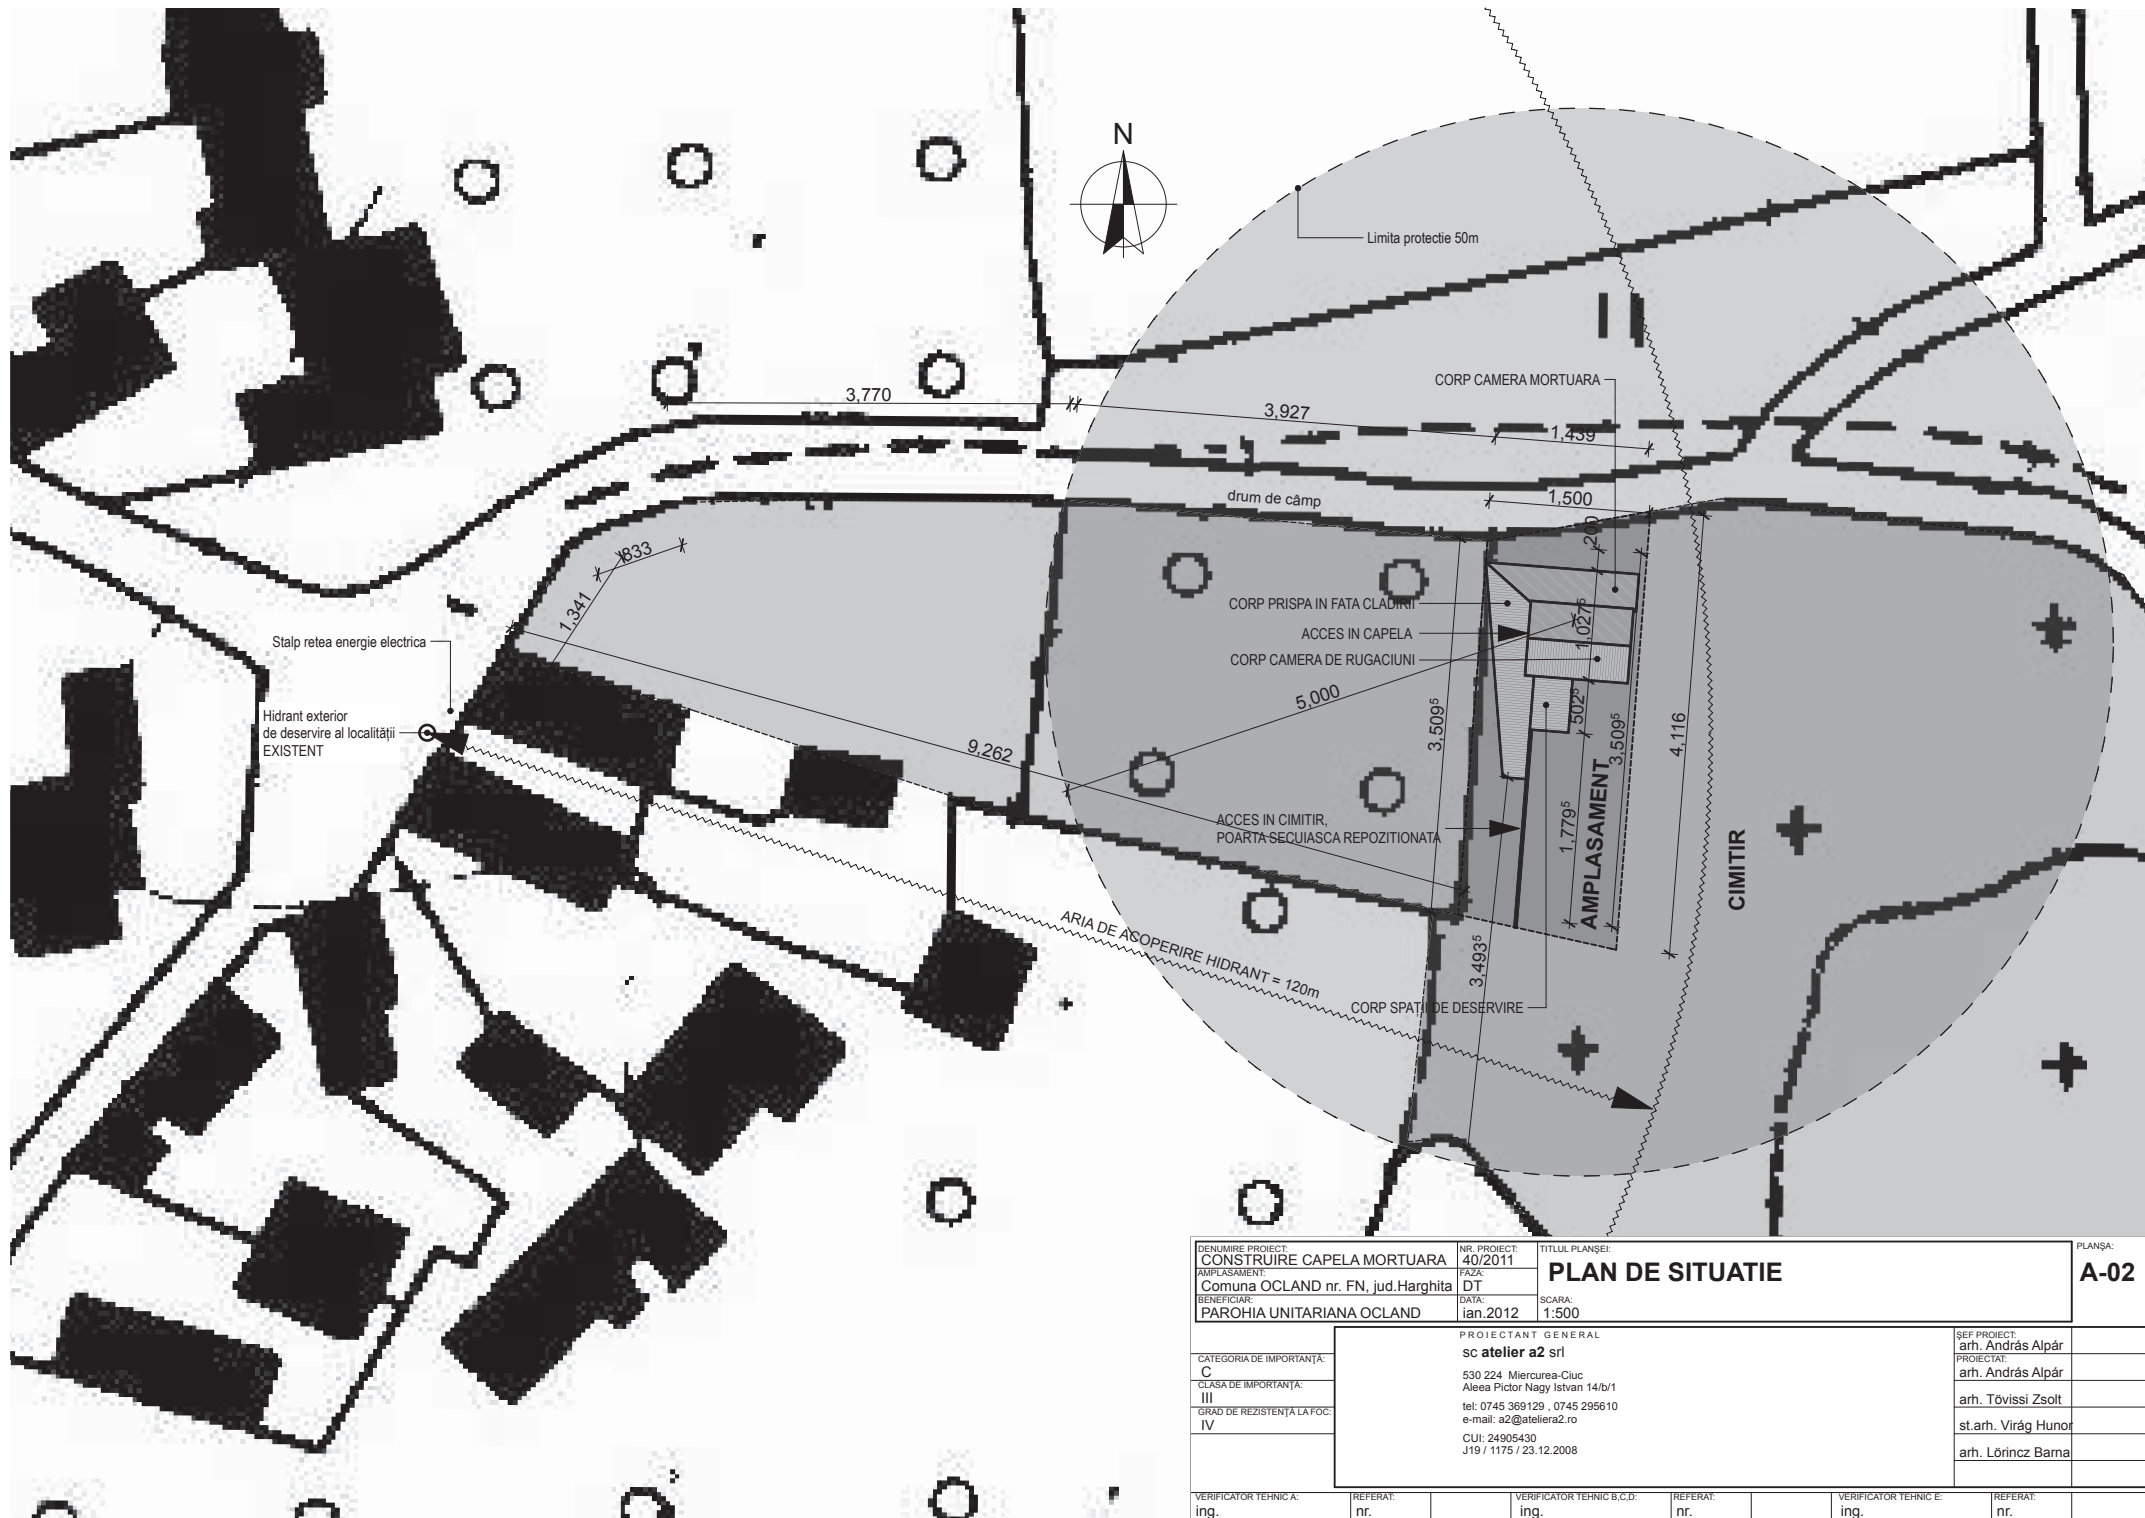 N
Limita protectie 50m
CORP CAMERA MORTUARA
3,770
3,927
1,439
drum de câmp
1,500
200
833
1,341
CORP PRISPA IN FATA CLADIRII
1,027⁵
ACCES IN CAPELA
Stalp retea energie electrica
CORP CAMERA DE RUGACIUNI
5,000
502⁵
3,509⁵
3,509⁵
4,116
Hidrant exterior
de deservire al localității
EXISTENT
9,262
ACCES IN CIMITIR,
POARTA SECUIASCA REPOZITIONATA
1,779⁵
AMPLASAMENT
CIMITIR
ARIA DE ACOPERIRE HIDRANT = 120m
3,493⁵
CORP SPAȚII DE DESERVIRE
DENUMIRE PROIECT:
CONSTRUIRE CAPELA MORTUARA
NR. PROIECT:
40/2011
TITLUL PLANŞEI:
PLAN DE SITUATIE
PLANŞA:
A-02
AMPLASAMENT:
Comuna OCLAND nr. FN, jud.Harghita
FAZA:
DT
BENEFICIAR:
PAROHIA UNITARIANA OCLAND
DATA:
ian.2012
SCARA:
1:500
PROIECTANT GENERAL
sc atelier a2 srl
530 224 Miercurea-Ciuc
Aleea Pictor Nagy Istvan 14/b/1
tel: 0745 369129 , 0745 295610
e-mail: a2@ateliera2.ro
CUI: 24905430
J19 / 1175 / 23.12.2008
CATEGORIA DE IMPORTANŢĂ:
C
CLASA DE IMPORTANŢĂ:
III
GRAD DE REZISTENŢĂ LA FOC:
IV
ŞEF PROIECT:
arh. András Alpár
PROIECTAT:
arh. András Alpár
arh. Tövissi Zsolt
st.arh. Virág Hunor
arh. Lörincz Barna
VERIFICATOR TEHNIC A:
ing.
REFERAT:
nr.
VERIFICATOR TEHNIC B,C,D:
ing.
REFERAT:
nr.
VERIFICATOR TEHNIC E:
ing.
REFERAT:
nr.